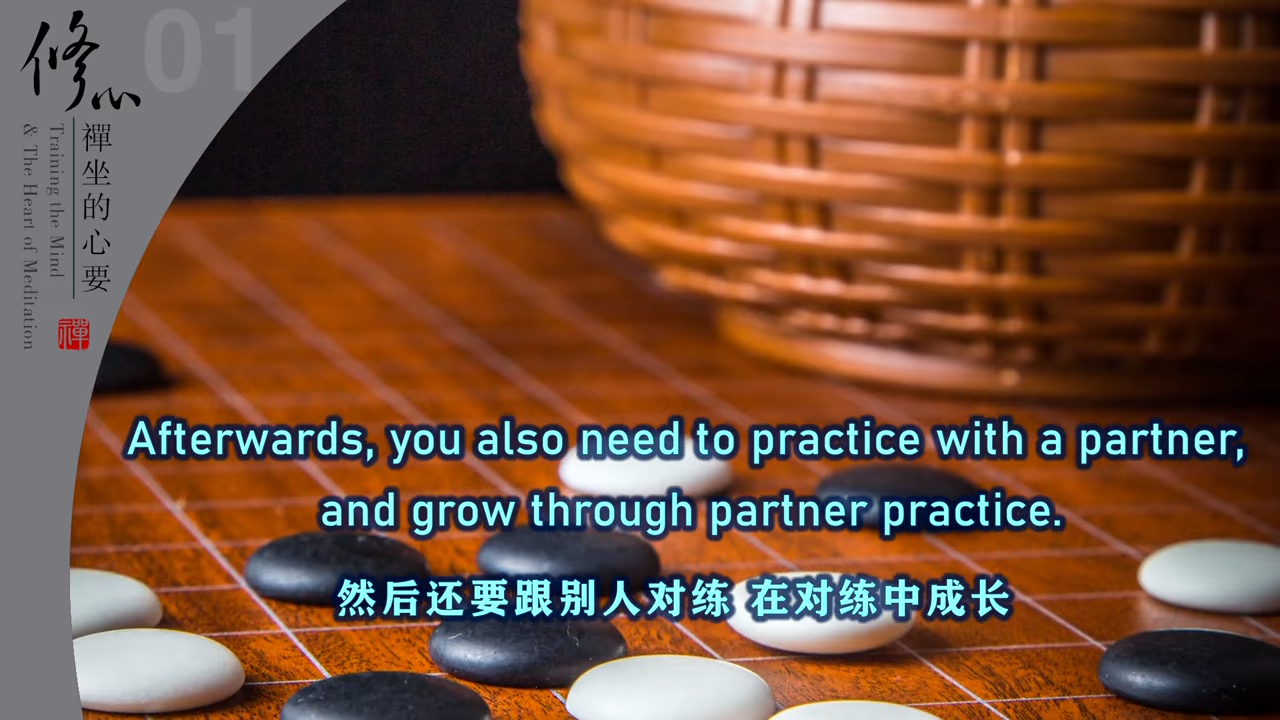 01
修心
禪坐的心要
Training the Mind
& The Heart of Meditation
禪
Afterwards, you also need to practice with a partner,
and grow through partner practice.
然后还要跟别人对练 在对练中成长